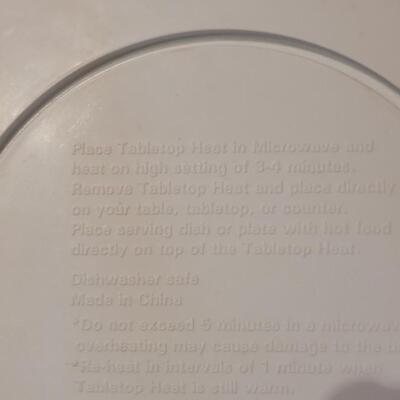 Place Tabletop Heat in Microwave and
heat on high setting of 3-4 minutes.
Remove Tabletop Heat and place directly
on your table, tabletop, or counter.
Place serving dish or plate with hot food
directly on top of the Tabletop Heat.
Dishwasher safe
Made in China
*Do not exceed 5 minutes in a microwav
overheating may cause damage to the
*Re-heat in intervals of 1 minute when
Tabletop Heat is still warm.